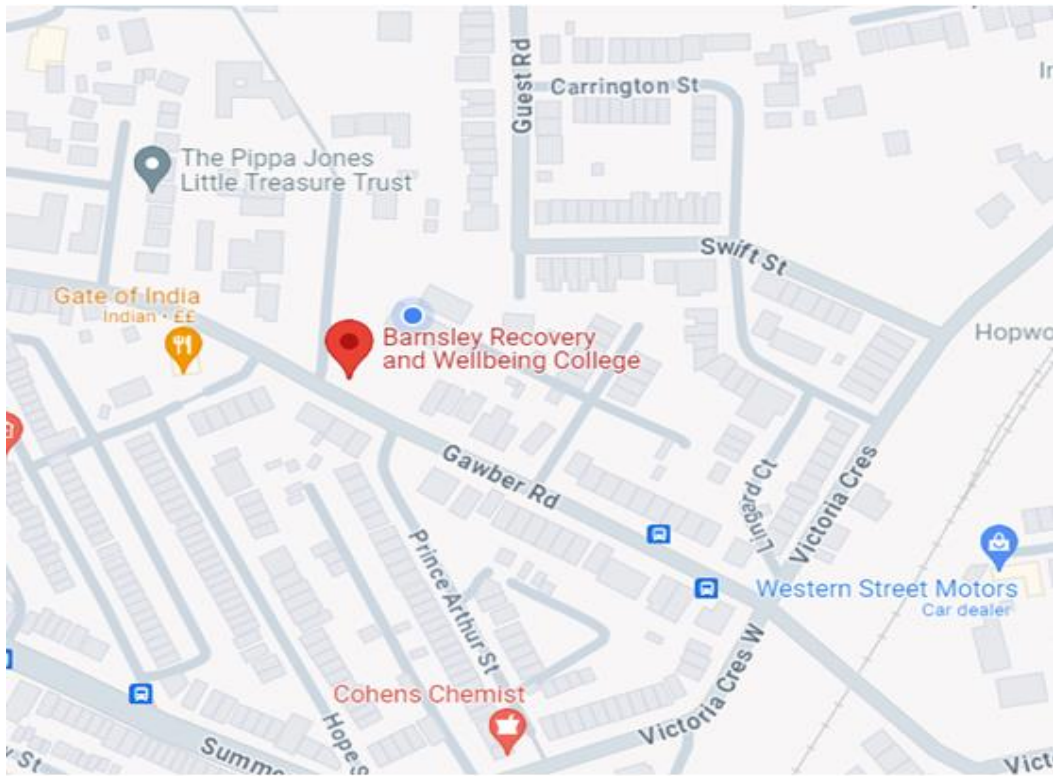 Guest Rd
Carrington St
The Pippa Jones
Little Treasure Trust
Swift St
Gate of India
Indian · ££
Barnsley Recovery
and Wellbeing College
Hopwo
Gawber Rd
Lingard Ct
Victoria Cres
Prince Arthur St
Western Street Motors
Car dealer
Cohens Chemist
Victoria Cres W
Hope S
Summe
y St
Vict